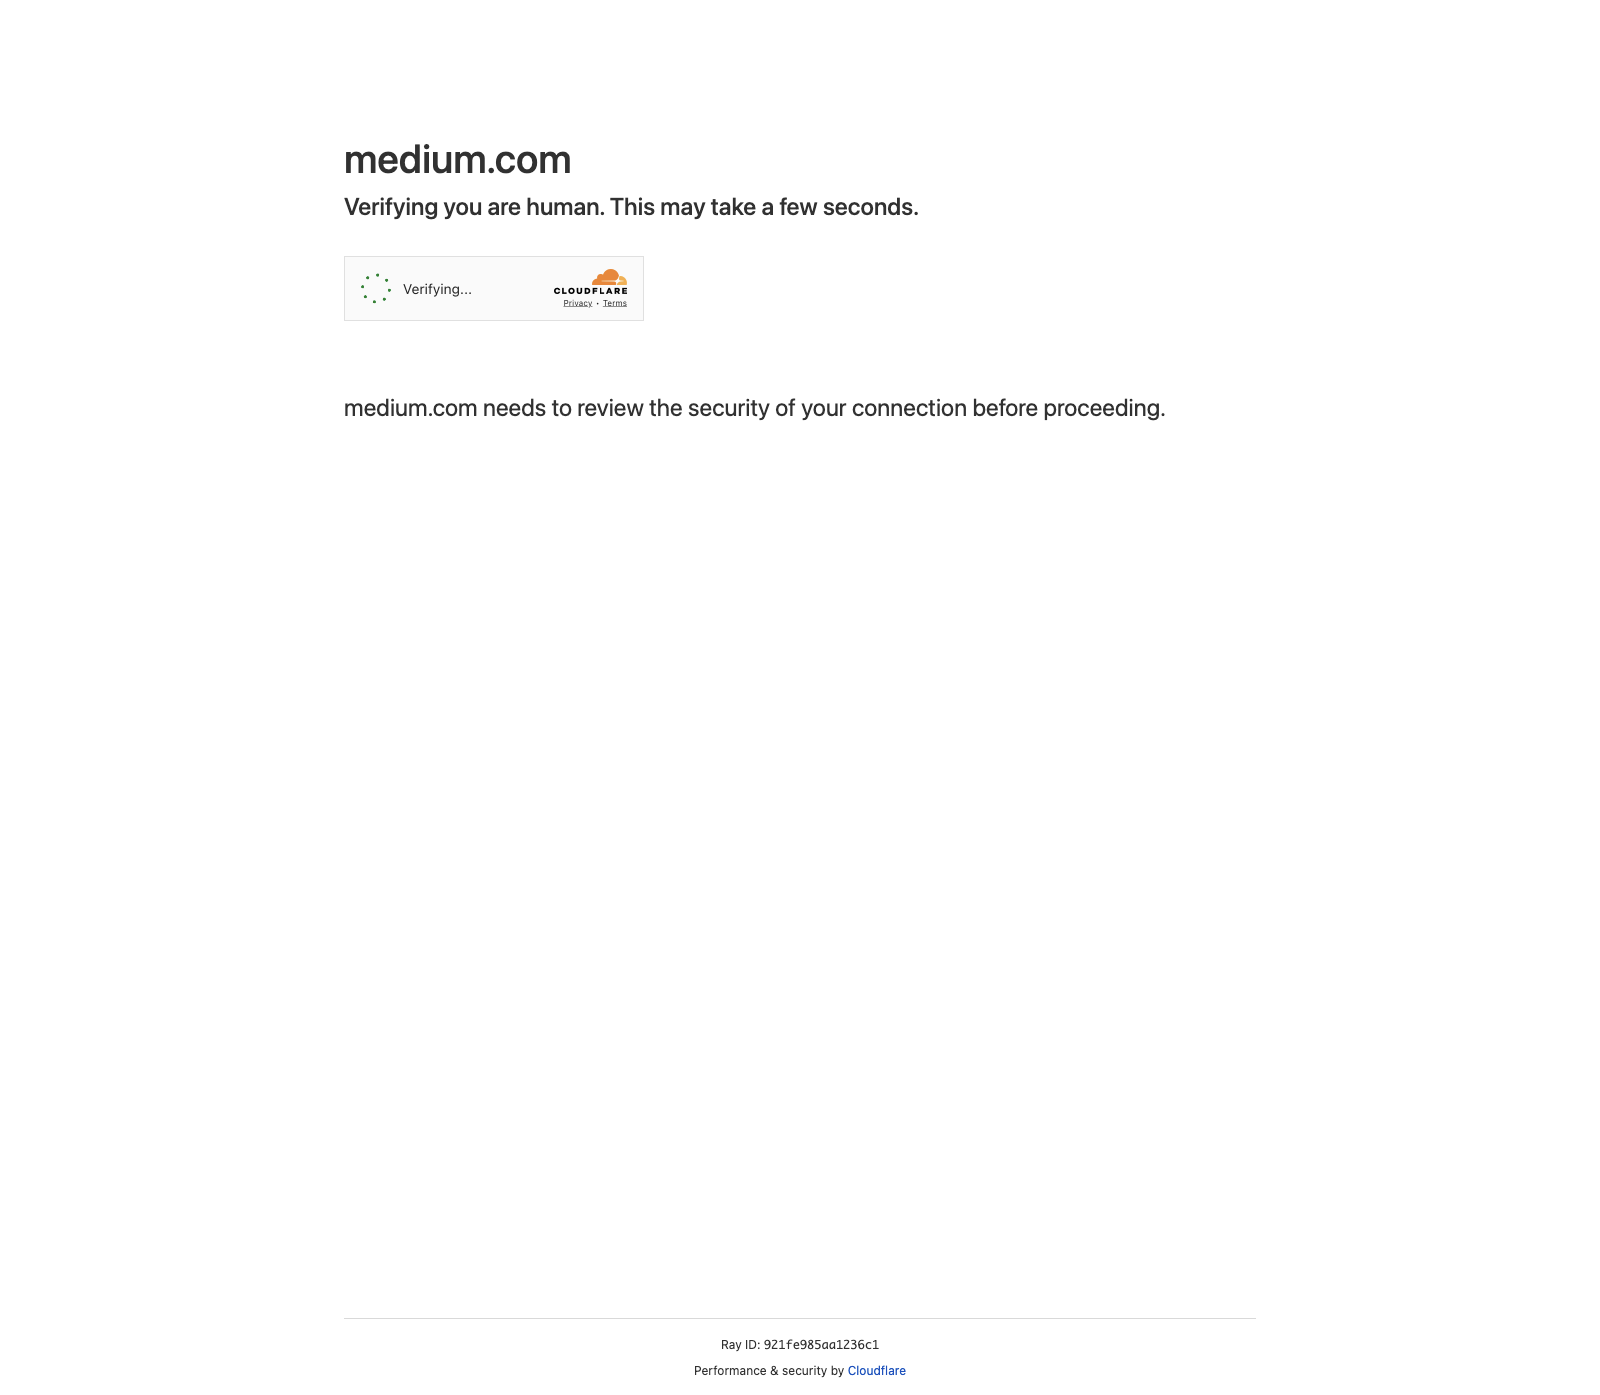 medium.com
Verifying you are human. This may take a few seconds.
Verifying...
CLOUDFLARE
Privacy • Terms
medium.com needs to review the security of your connection before proceeding.
Ray ID: 921fe985aa1236c1
Performance & security by Cloudflare